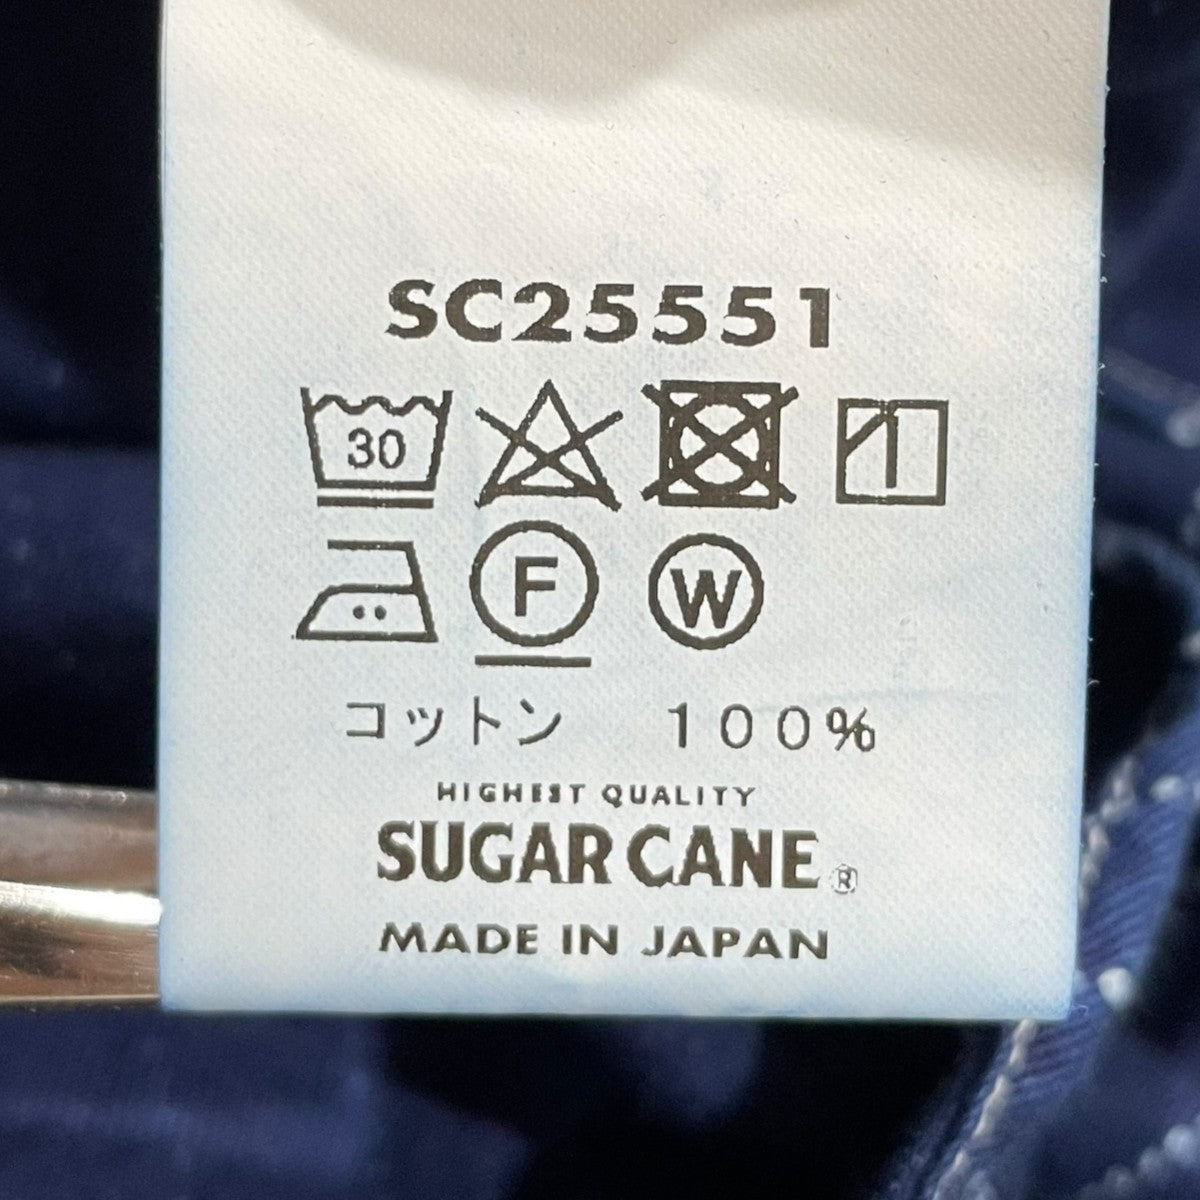 SC25551
30
F
W
コットン 100%
HIGHEST QUALITY
SUGAR CANE®
MADE IN JAPAN